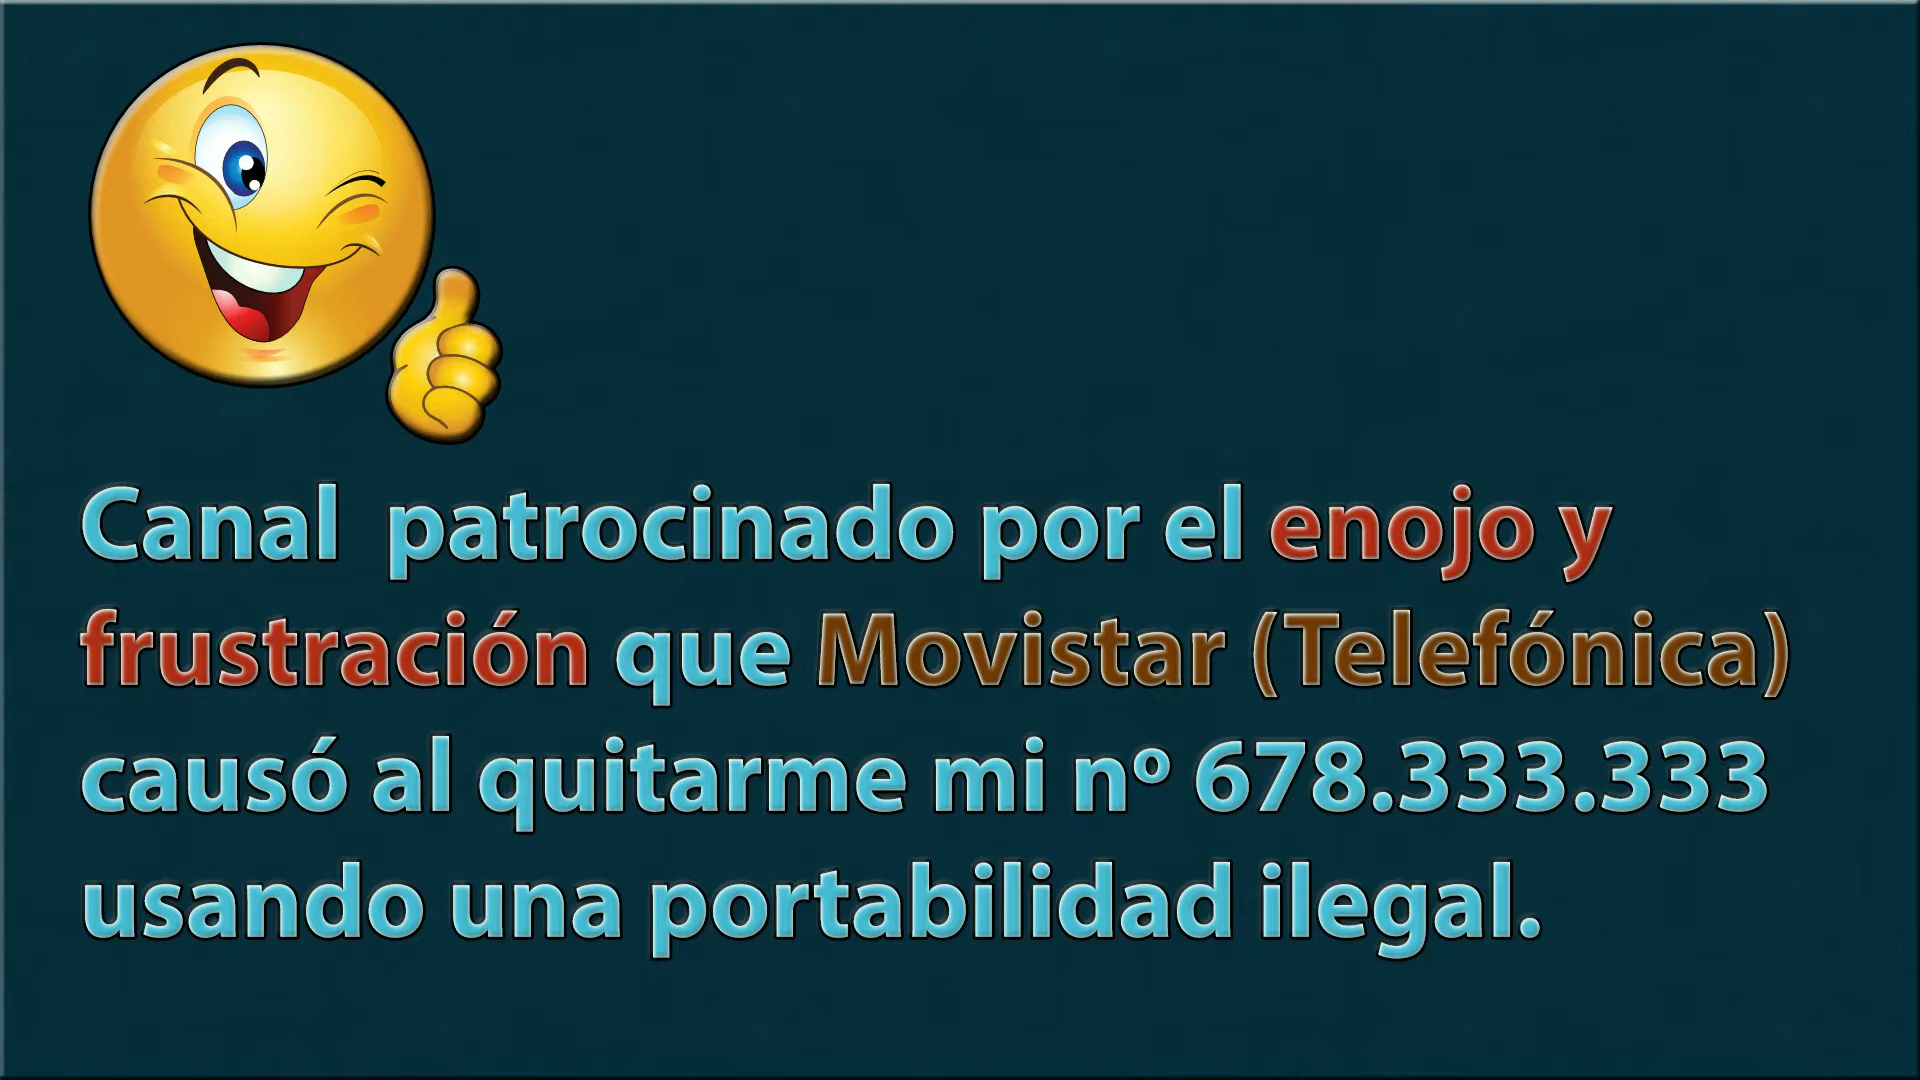 Canal patrocinado por el enojo y
frustración que Movistar (Telefónica)
causó al quitarme mi nº 678.333.333
usando una portabilidad ilegal.